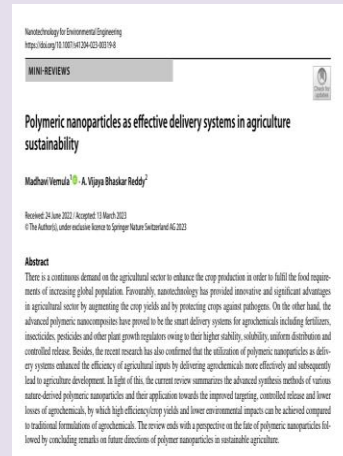 Nanotechnology for Environmental Engineering
https://doi.org/10.1007/s41204-023-00319-8
MINI-REVIEWS
Check for
updates
Polymeric nanoparticles as effective delivery systems in agriculture
sustainability
Madhavi Vemula1 · A. Vijaya Bhaskar Reddy2
Received: 24 June 2022 / Accepted: 13 March 2023
© The Author(s), under exclusive licence to Springer Nature Switzerland AG 2023
Abstract
There is a continuous demand on the agricultural sector to enhance the crop production in order to fulfil the food require-
ments of increasing global population. Favourably, nanotechnology has provided innovative and significant advantages
in agricultural sector by augmenting the crop yields and by protecting crops against pathogens. On the other hand, the
advanced polymeric nanocomposites have proved to be the smart delivery systems for agrochemicals including fertilizers,
insecticides, pesticides and other plant growth regulators owing to their higher stability, solubility, uniform distribution and
controlled release. Besides, the recent research has also confirmed that the utilization of polymeric nanoparticles as deliv-
ery systems enhanced the efficiency of agricultural inputs by delivering agrochemicals more effectively and subsequently
lead to agriculture development. In light of this, the current review summarizes the advanced synthesis methods of various
nature-derived polymeric nanoparticles and their application towards the improved targeting, controlled release and lower
losses of agrochemicals, by which high efficiency/crop yields and lower environmental impacts can be achieved compared
to traditional formulations of agrochemicals. The review ends with a perspective on the fate of polymeric nanoparticles fol-
lowed by concluding remarks on future directions of polymer nanoparticles in sustainable agriculture.